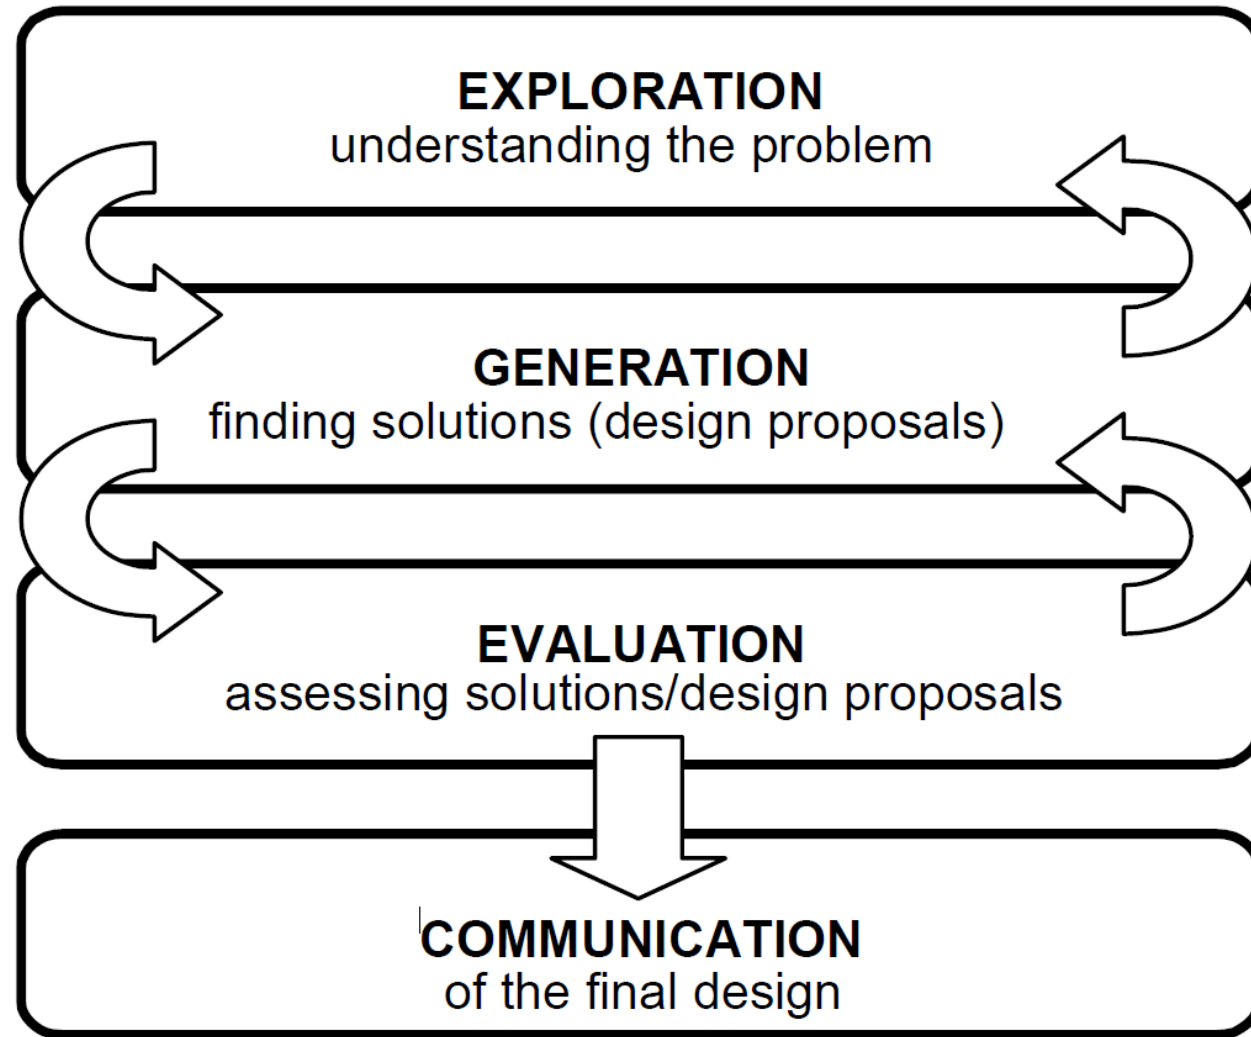 EXPLORATION
understanding the problem
GENERATION
finding solutions (design proposals)
EVALUATION
assessing solutions/design proposals
COMMUNICATION
of the final design